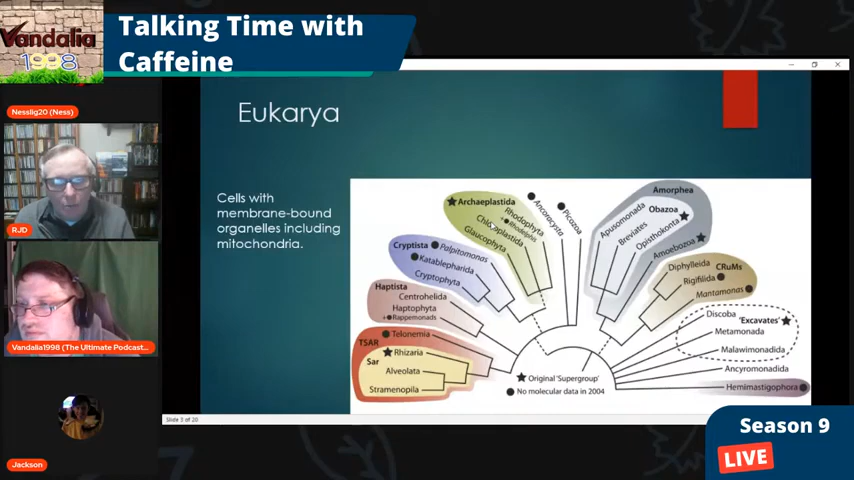 Vandalia
1998
Talking Time with
Caffeine
Nesslig20 (Ness)
RJD
Vandalia1998 (The Ultimate Podcast...
Jackson
Eukarya
Cells with
membrane-bound
organelles including
mitochondria.
Archaeplastida
Rhodophyta
+Rhodelphis
Chloroplastida
Glaucophyta
Ancoracysta
Picozoa
Cryptista
Palpitomonas
Katablepharida
Cryptophyta
Haptista
Centrohelida
Haptophyta
+Rappemonads
TSAR
Telonemia
Sar
Rhizaria
Alveolata
Stramenopila
Amorphea
Obazoa
Apusomonada
Breviates
Opisthokonta
Amoebozoa
CRuMs
Diphylleida
Rigifilida
Mantamonas
'Excavates'
Discoba
Metamonada
Malawimonadida
Ancyromonadida
Hemimastigophora
Original 'Supergroup'
No molecular data in 2004
Slide 3 of 20
Season 9
LIVE